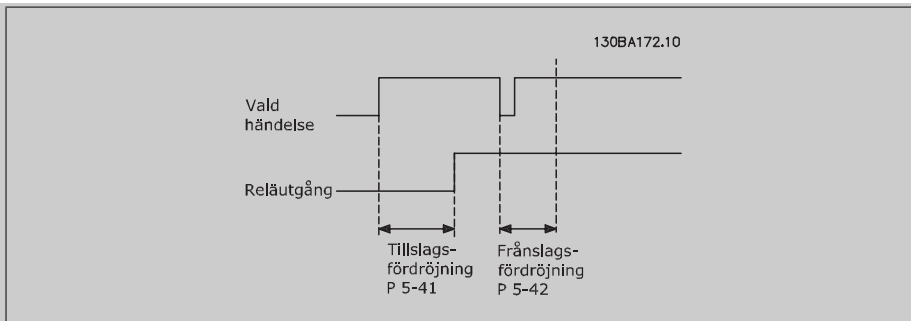 130BA172.10
Vald
händelse
Reläutgång
Tillslags-
fördröjning
P 5-41
Frånslags-
fördröjning
P 5-42